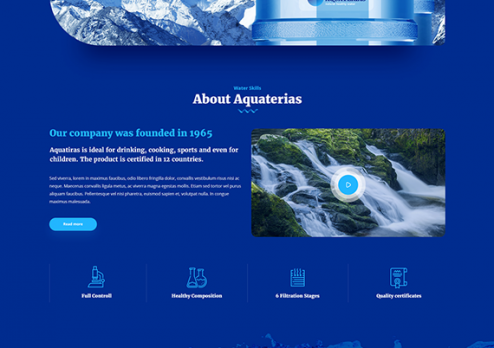 Water Skills
About Aquaterias
Our company was founded in 1965
Aquatiras is ideal for drinking, cooking, sports and even for
children. The product is certified in 12 countries.
Sed viverra, lorem in maximus faucibus, odio libero fringilla dolor, convallis vestibulum risus nisi ac
neque. Maecenas convallis ligula metus, ac viverra magna egestas mollis. Etiam sed tortor vel purus
aliquam faucibus. Pellentesque vel nisi pharetra, euismod sapien et, volutpat nulla. In congue
maximus malesuada.
Read more
Full Controll
Healthy Composition
6 Filtration Stages
Quality certificates